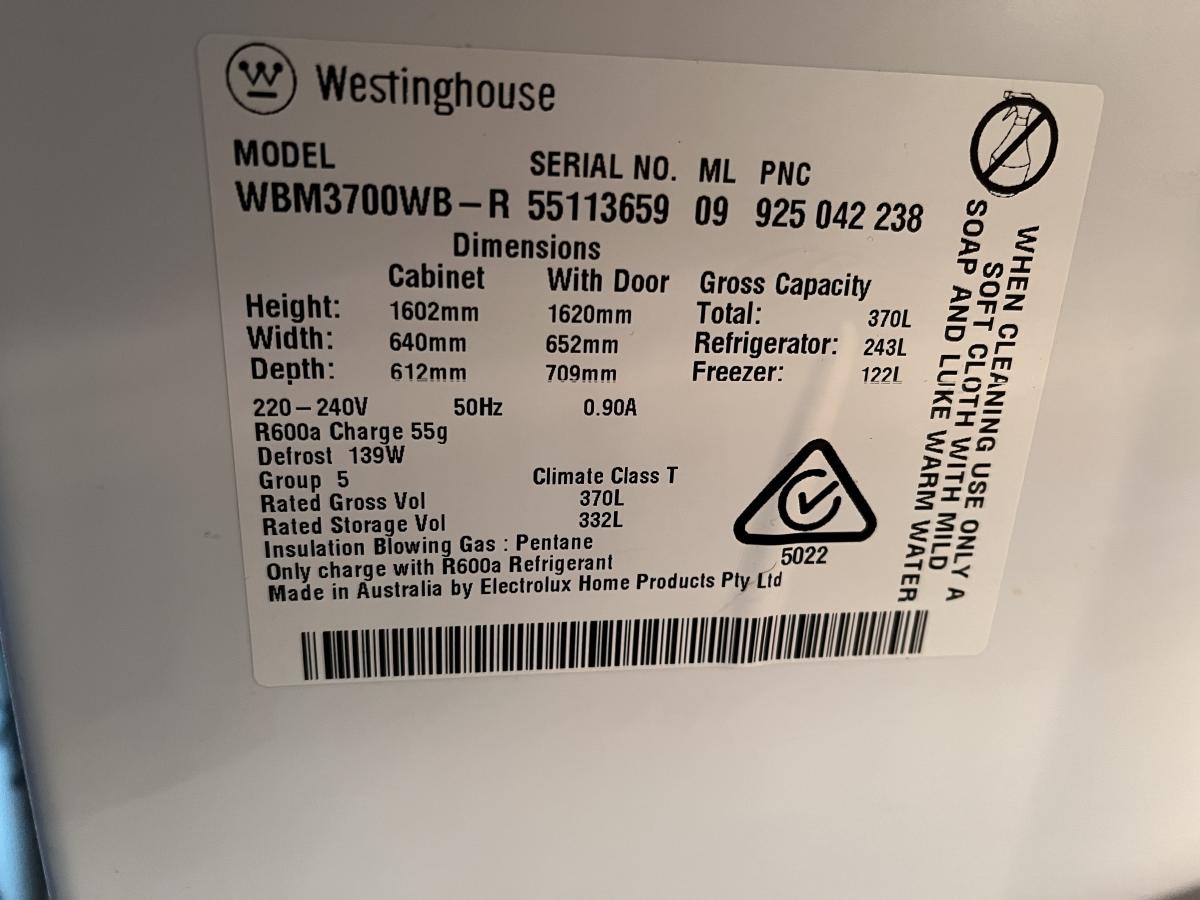 Westinghouse
MODEL SERIAL NO. ML PNC
WBM3700WB-R 55113659 09 925 042 238
Dimensions
Cabinet With Door Gross Capacity
Height: 1602mm 1620mm Total: 370L
Width: 640mm 652mm Refrigerator: 243L
Depth: 612mm 709mm Freezer: 122L
220-240V 50Hz 0.90A
R600a Charge 55g
Defrost 139W
Group 5 Climate Class T
Rated Gross Vol 370L
Rated Storage Vol 332L
Insulation Blowing Gas : Pentane
Only charge with R600a Refrigerant
Made in Australia by Electrolux Home Products Pty Ltd
5022
WHEN CLEANING USE ONLY A
SOFT CLOTH WITH MILD
SOAP AND LUKE WARM WATER